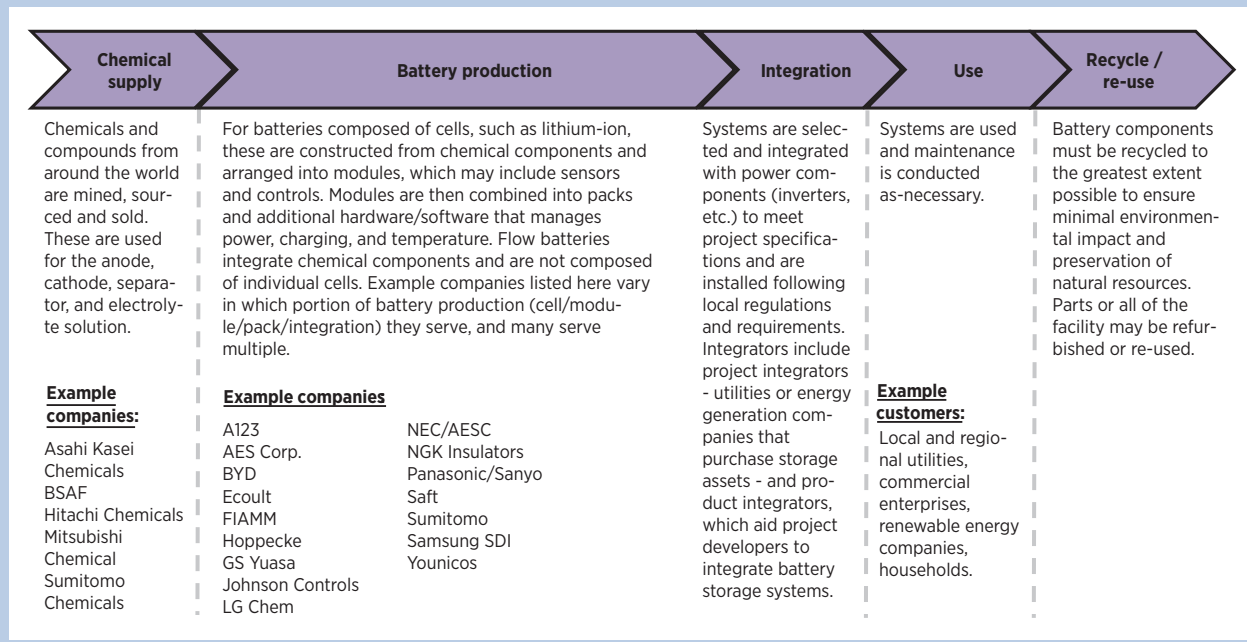 Chemical
supply
Battery production
Integration
Use
Recycle /
re-use
Chemicals and
compounds from
around the world
are mined, sour-
ced and sold.
These are used
for the anode,
cathode, separa-
tor, and electroly-
te solution.
Example
companies:
Asahi Kasei
Chemicals
BSAF
Hitachi Chemicals
Mitsubishi
Chemical
Sumitomo
Chemicals
For batteries composed of cells, such as lithium-ion,
these are constructed from chemical components and
arranged into modules, which may include sensors
and controls. Modules are then combined into packs
and additional hardware/software that manages
power, charging, and temperature. Flow batteries
integrate chemical components and are not composed
of individual cells. Example companies listed here vary
in which portion of battery production (cell/modu-
le/pack/integration) they serve, and many serve
multiple.
Example companies
A123
AES Corp.
BYD
Ecoult
FIAMM
Hoppecke
GS Yuasa
Johnson Controls
LG Chem
NEC/AESC
NGK Insulators
Panasonic/Sanyo
Saft
Sumitomo
Samsung SDI
Younicos
Systems are selec-
ted and integrated
with power com-
ponents (inverters,
etc.) to meet
project specifica-
tions and are
installed following
local regulations
and requirements.
Integrators include
project integrators
- utilities or energy
generation com-
panies that
purchase storage
assets - and pro-
duct integrators,
which aid project
developers to
integrate battery
storage systems.
Systems are used
and maintenance
is conducted
as-necessary.
Example
customers:
Local and regio-
nal utilities,
commercial
enterprises,
renewable energy
companies,
households.
Battery components
must be recycled to
the greatest extent
possible to ensure
minimal environmen-
tal impact and
preservation of
natural resources.
Parts or all of the
facility may be refur-
bished or re-used.